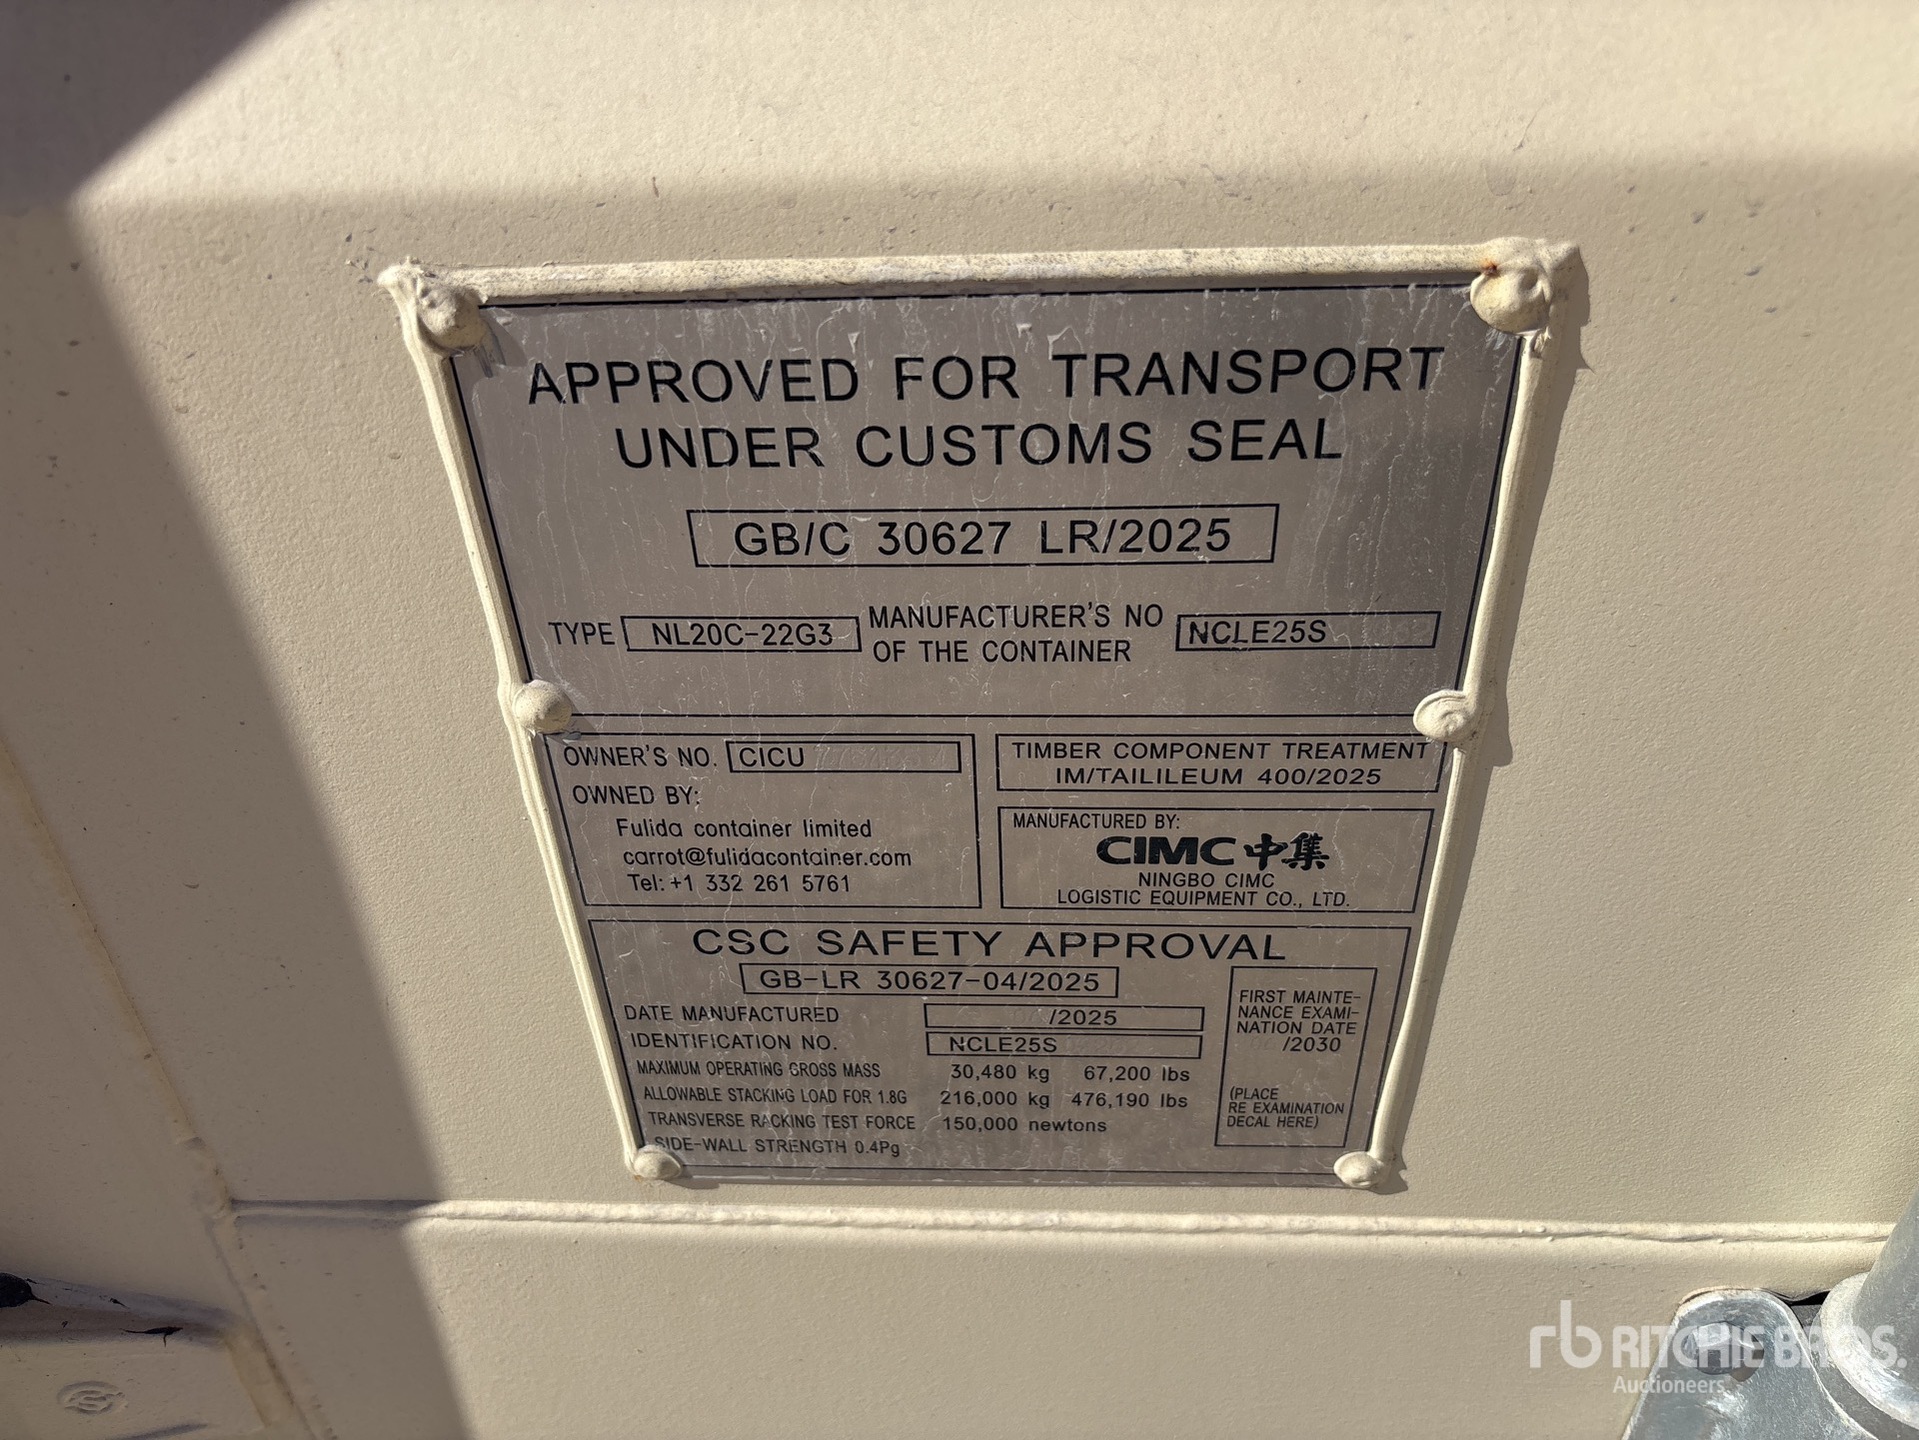 APPROVED FOR TRANSPORT
UNDER CUSTOMS SEAL
GB/C 30627 LR/2025
TYPE NL20C-22G3 MANUFACTURER'S NO
OF THE CONTAINER NCLE25S
OWNER'S NO. CICU
OWNED BY:
Fulida container limited
carrot@fulidacontainer.com
Tel: +1 332 261 5761
TIMBER COMPONENT TREATMENT
IM/TAILILEUM 400/2025
MANUFACTURED BY:
CIMC 中集
NINGBO CIMC
LOGISTIC EQUIPMENT CO., LTD.
CSC SAFETY APPROVAL
GB-LR 30627-04/2025
DATE MANUFACTURED /2025
IDENTIFICATION NO. NCLE25S
MAXIMUM OPERATING GROSS MASS 30,480 kg 67,200 lbs
ALLOWABLE STACKING LOAD FOR 1.8G 216,000 kg 476,190 lbs
TRANSVERSE RACKING TEST FORCE 150,000 newtons
SIDE-WALL STRENGTH 0.4Pg
FIRST MAINTE-
NANCE EXAMI-
NATION DATE
/2030
(PLACE
RE EXAMINATION
DECAL HERE)
rb RITCHIE BROS.
Auctioneers